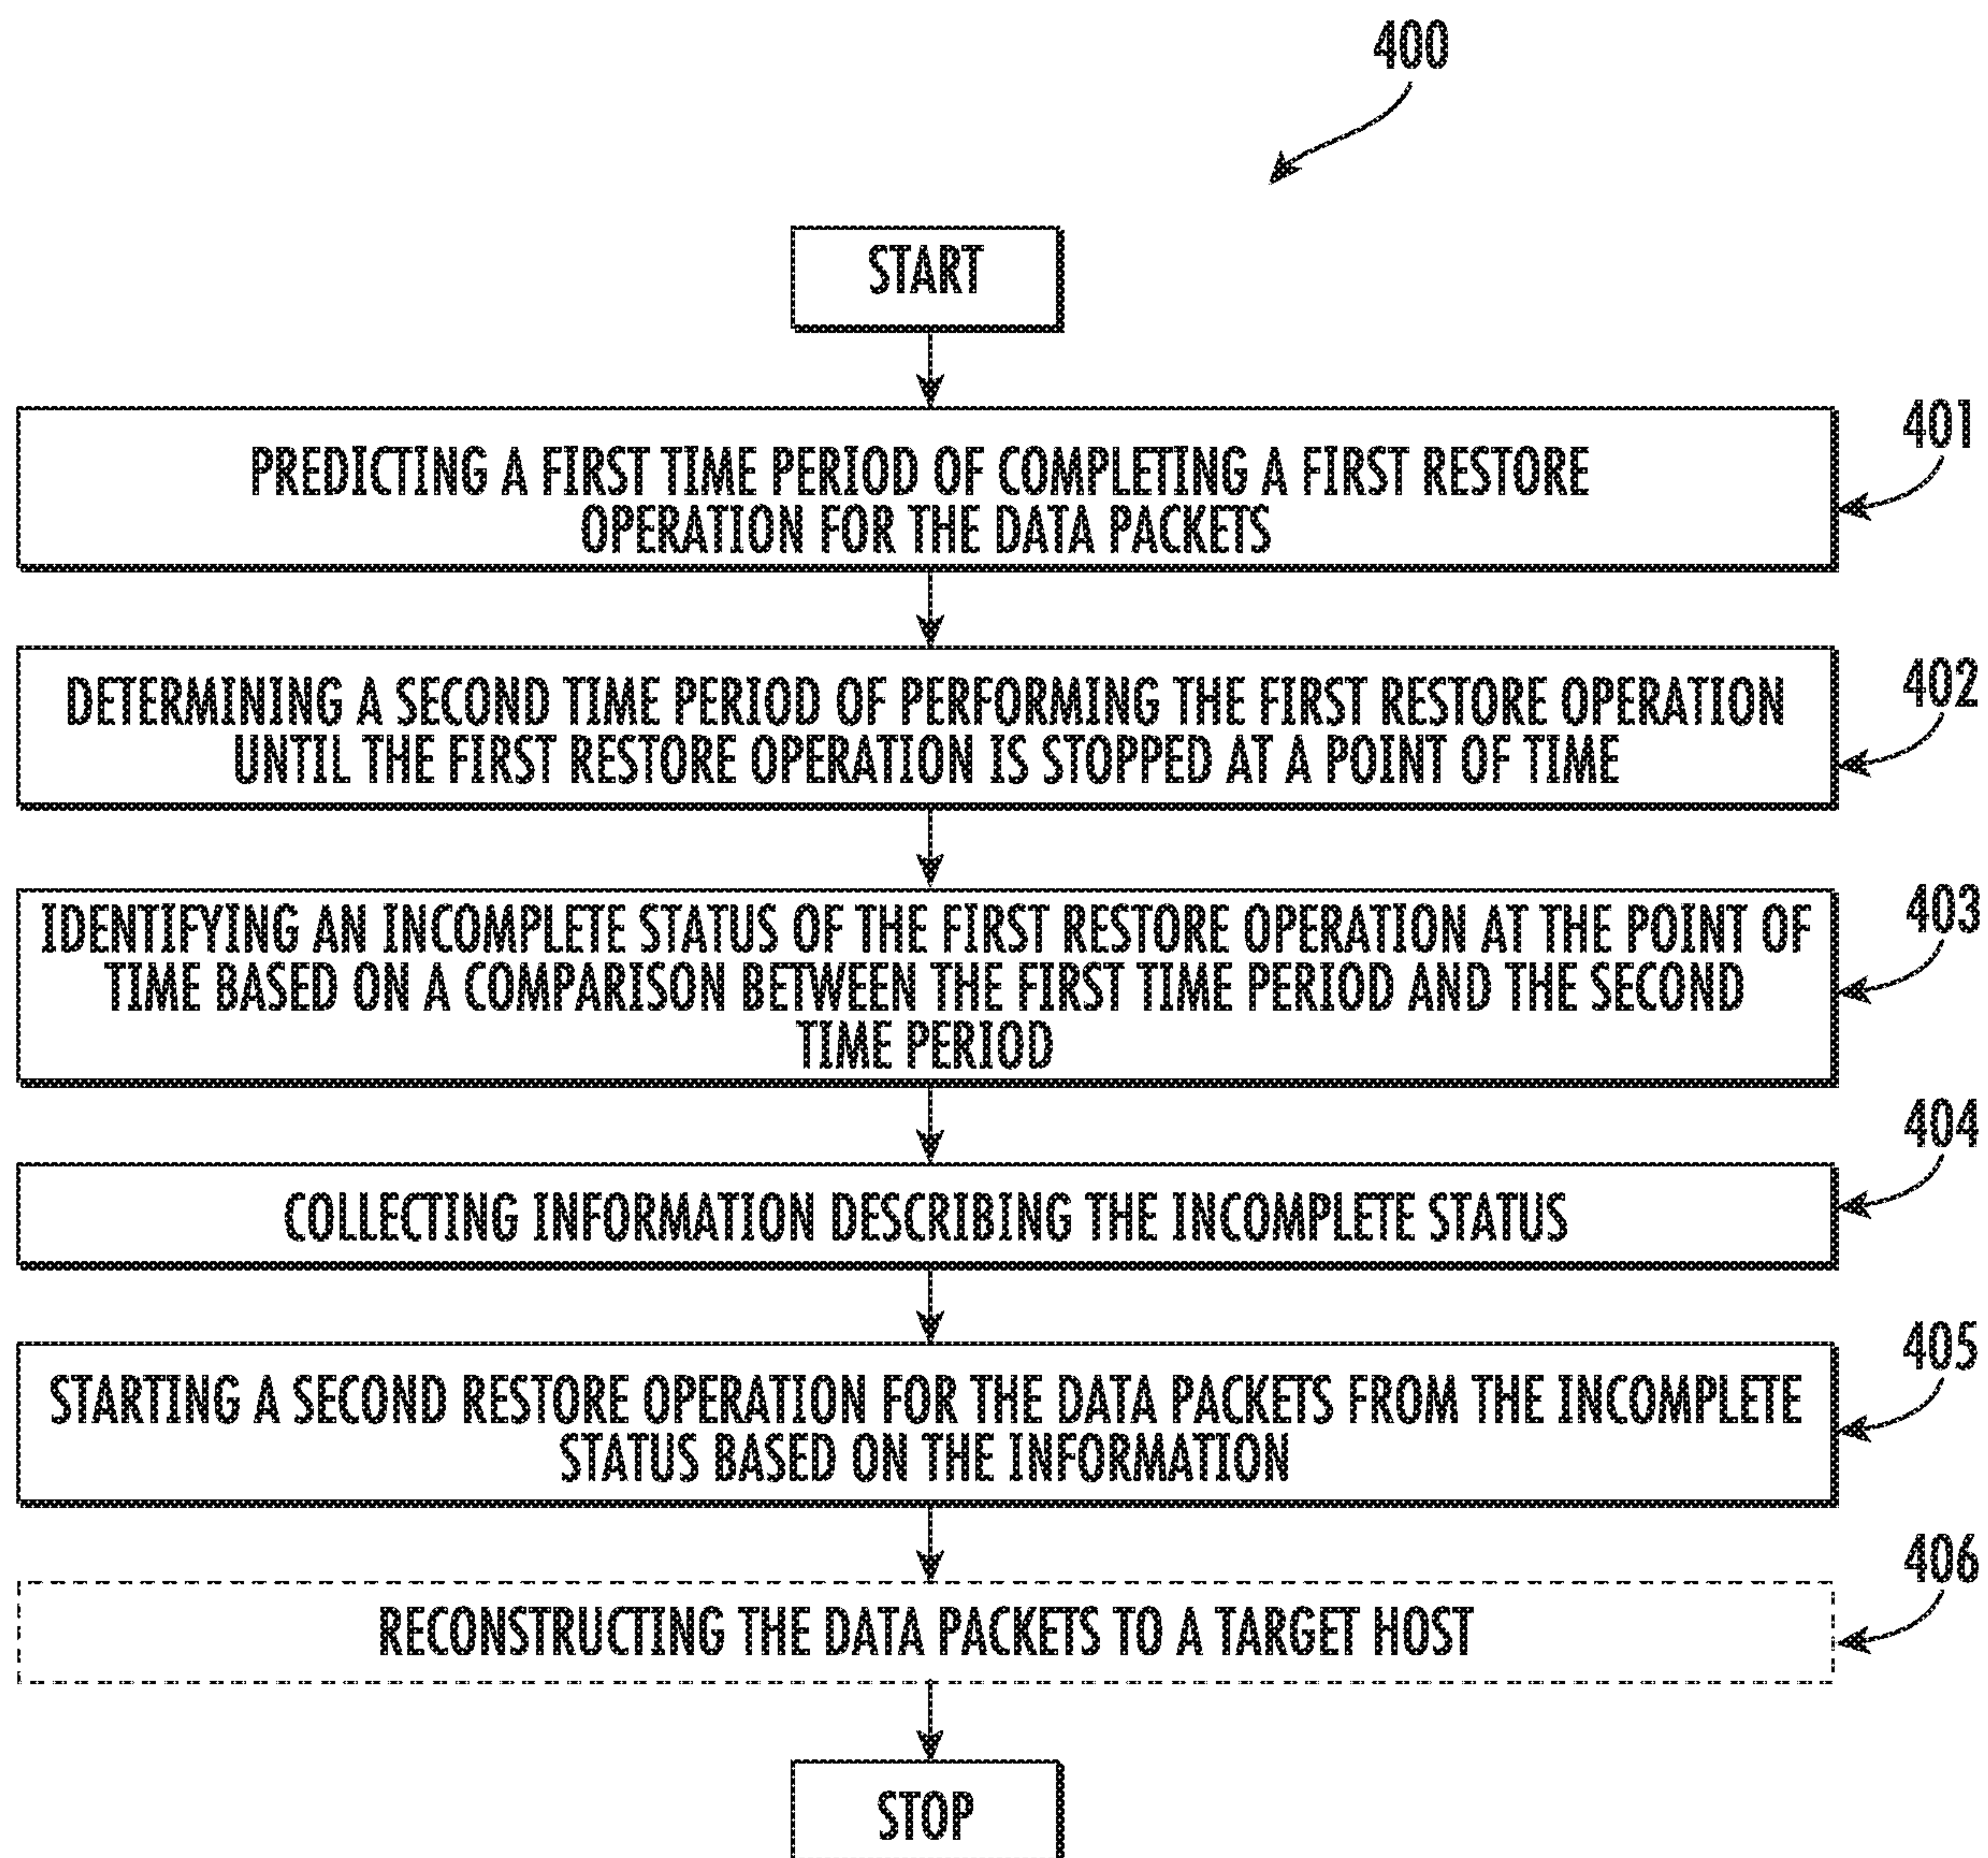 400
START
PREDICTING A FIRST TIME PERIOD OF COMPLETING A FIRST RESTORE
OPERATION FOR THE DATA PACKETS
401
DETERMINING A SECOND TIME PERIOD OF PERFORMING THE FIRST RESTORE OPERATION
UNTIL THE FIRST RESTORE OPERATION IS STOPPED AT A POINT OF TIME
402
IDENTIFYING AN INCOMPLETE STATUS OF THE FIRST RESTORE OPERATION AT THE POINT OF
TIME BASED ON A COMPARISON BETWEEN THE FIRST TIME PERIOD AND THE SECOND
TIME PERIOD
403
COLLECTING INFORMATION DESCRIBING THE INCOMPLETE STATUS
404
STARTING A SECOND RESTORE OPERATION FOR THE DATA PACKETS FROM THE INCOMPLETE
STATUS BASED ON THE INFORMATION
405
RECONSTRUCTING THE DATA PACKETS TO A TARGET HOST
406
STOP